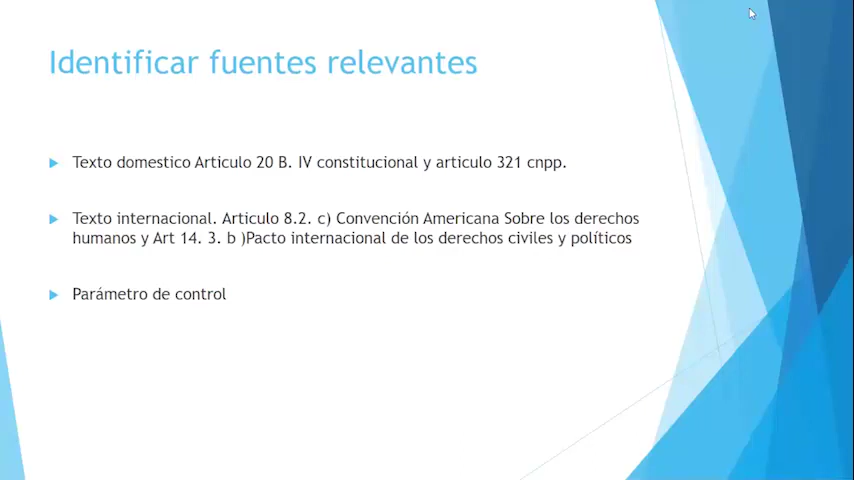 Identificar fuentes relevantes
Texto domestico Articulo 20 B. IV constitucional y articulo 321 cnpp.
Texto internacional. Articulo 8.2. c) Convención Americana Sobre los derechos
humanos y Art 14. 3. b )Pacto internacional de los derechos civiles y políticos
Parámetro de control